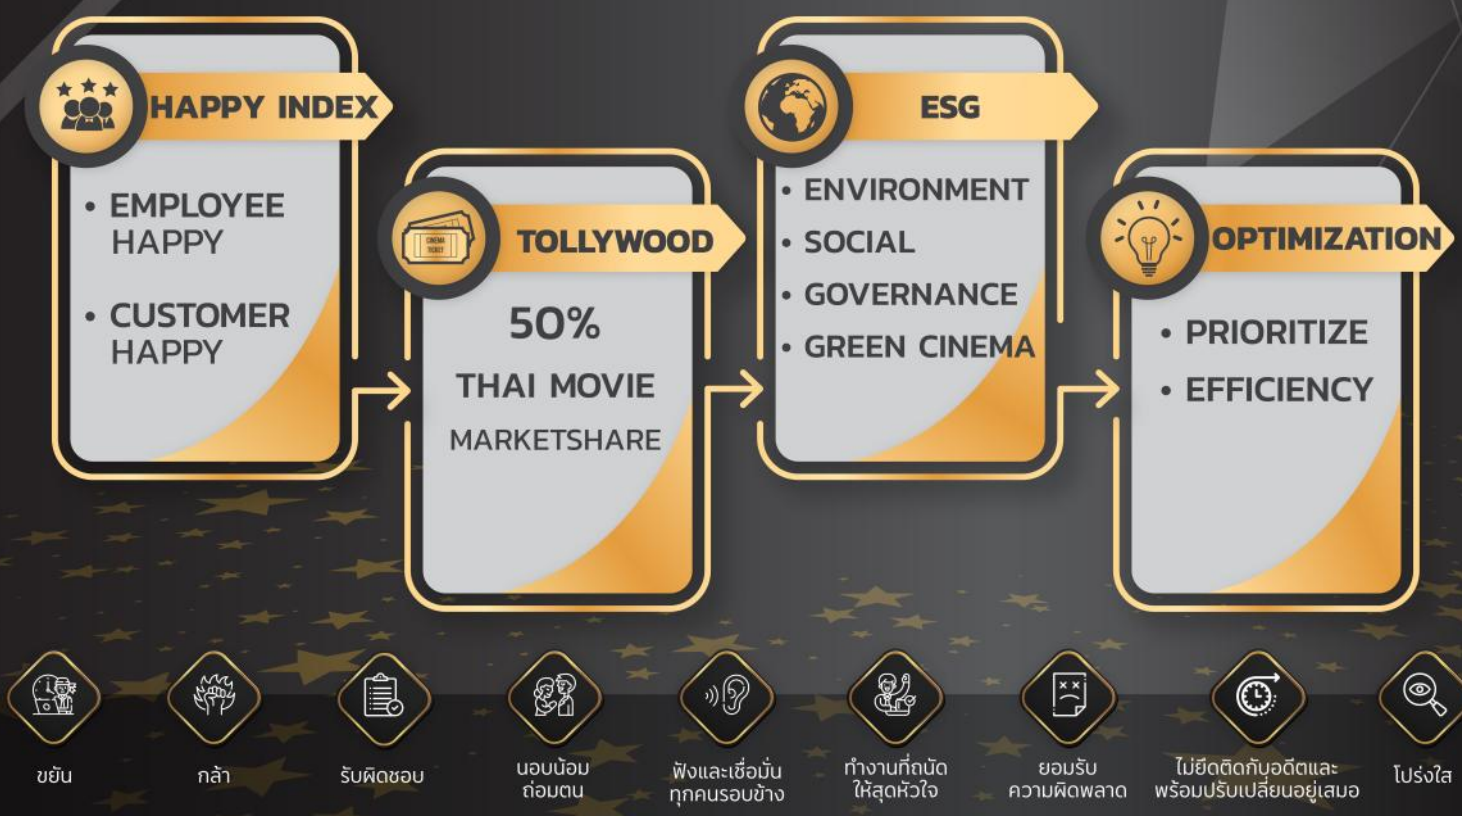 HAPPY INDEX
• EMPLOYEE
HAPPY
• CUSTOMER
HAPPY
TOLLYWOOD
CINEMA
TICKET
50%
THAI MOVIE
MARKETSHARE
ESG
• ENVIRONMENT
• SOCIAL
• GOVERNANCE
• GREEN CINEMA
OPTIMIZATION
• PRIORITIZE
• EFFICIENCY
ขยัน
กล้า
รับผิดชอบ
นอบน้อม
ถ่อมตน
ฟังและเชื่อมั่น
ทุกคนรอบข้าง
ทำงานที่ถนัด
ให้สุดหัวใจ
ยอมรับ
ความผิดพลาด
ไม่ยึดติดกับอดีตและ
พร้อมปรับเปลี่ยนอยู่เสมอ
โปร่งใส